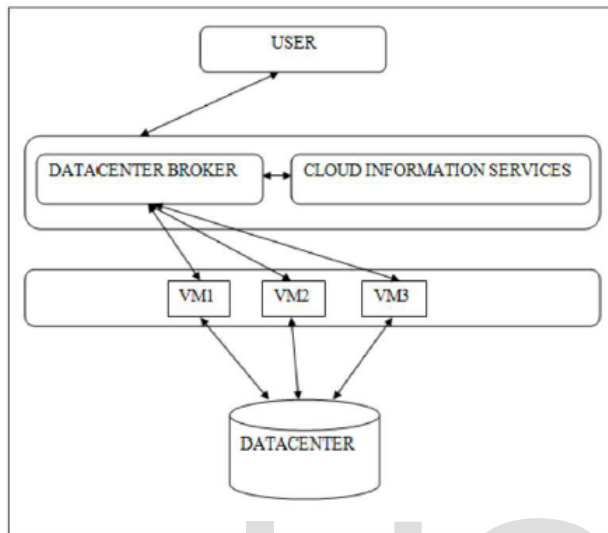 USER
DATACENTER BROKER
CLOUD INFORMATION SERVICES
VM1
VM2
VM3
DATACENTER